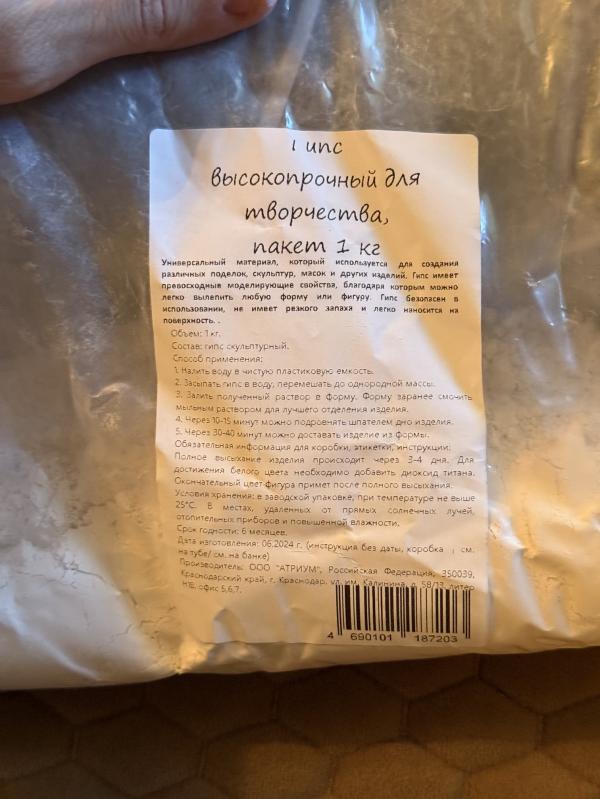 Гипс
высокопрочный для
творчества,
пакет 1 кг
Универсальный материал, который используется для создания
различных поделок, скульптур, масок и других изделий. Гипс имеет
превосходные моделирующие свойства, благодаря которым можно
легко вылепить любую форму или фигуру. Гипс безопасен в
использовании, не имеет резкого запаха и легко наносится на
поверхность. .
Объем: 1 кг.
Состав: гипс скульптурный.
Способ применения:
1. Налить воду в чистую пластиковую емкость.
2. Засыпать гипс в воду, перемешать до однородной массы.
3. Залить полученный раствор в форму. Форму заранее смочить
мыльным раствором для лучшего отделения изделия.
4. Через 10-15 минут можно подровнять шпателем дно изделия.
5. Через 30-40 минут можно доставать изделие из формы.
Обязательная информация для коробки, этикетки, инструкции:
Полное высыхание изделия происходит через 3-4 дня. Для
достижения белого цвета необходимо добавить диоксид титана.
Окончательный цвет фигура примет после полного высыхания.
Условия хранения: в заводской упаковке, при температуре не выше
25°С. В местах, удаленных от прямых солнечных лучей,
отопительных приборов и повышенной влажности.
Срок годности: 6 месяцев.
Дата изготовления: 06.2024 г. (инструкция без даты, коробка см.
на тубе/ см. на банке)
Производитель: ООО "АТРИУМ", Российская Федерация, 350039,
Краснодарский край, г. Краснодар, ул. им. Калинина, д. 58/13, литер
офис 5,6,7.
4 690101 187203